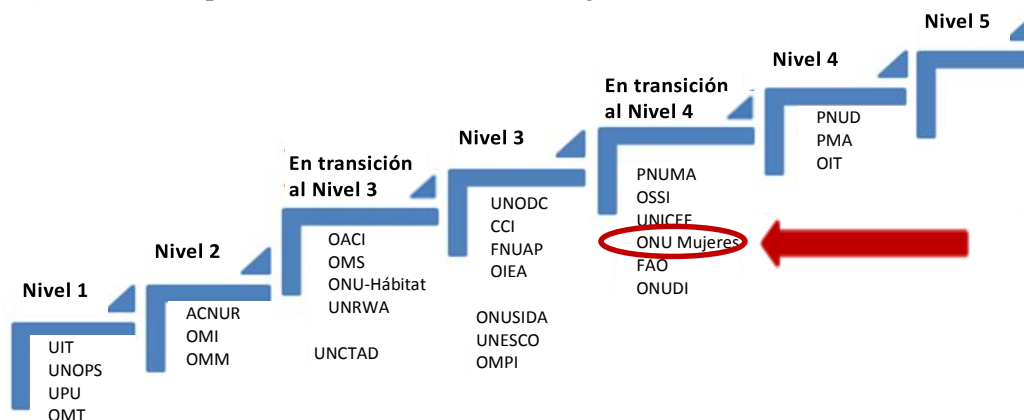 Nivel 1
UIT
UNOPS
UPU
OMT
Nivel 2
ACNUR
OMI
OMM
En transición
al Nivel 3
OACI
OMS
ONU-Hábitat
UNRWA
UNCTAD
Nivel 3
UNODC
CCI
FNUAP
OIEA
ONUSIDA
UNESCO
OMPI
En transición
al Nivel 4
PNUMA
OSSI
UNICEF
ONU Mujeres
FAO
ONUDI
Nivel 4
PNUD
PMA
OIT
Nivel 5